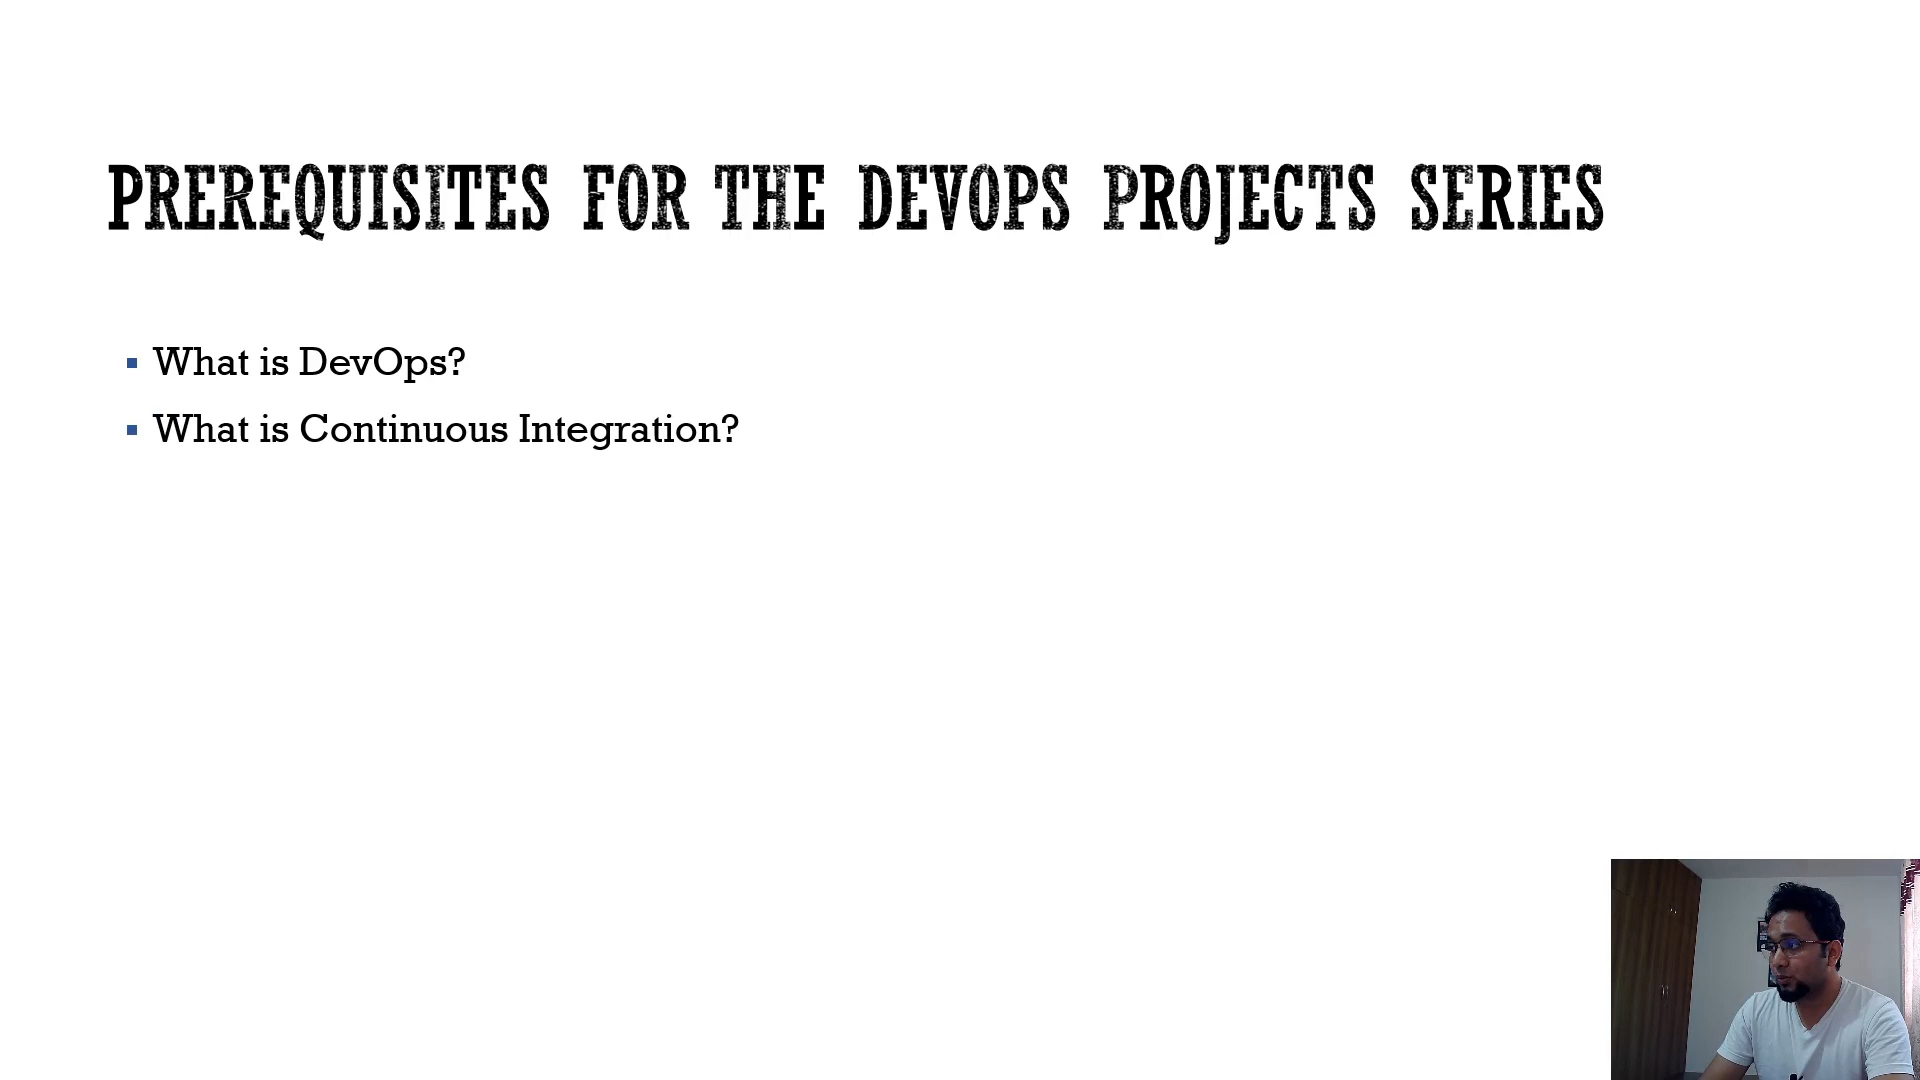 PREREQUISITES FOR THE DEVOPS PROJECTS SERIES
What is DevOps?
What is Continuous Integration?